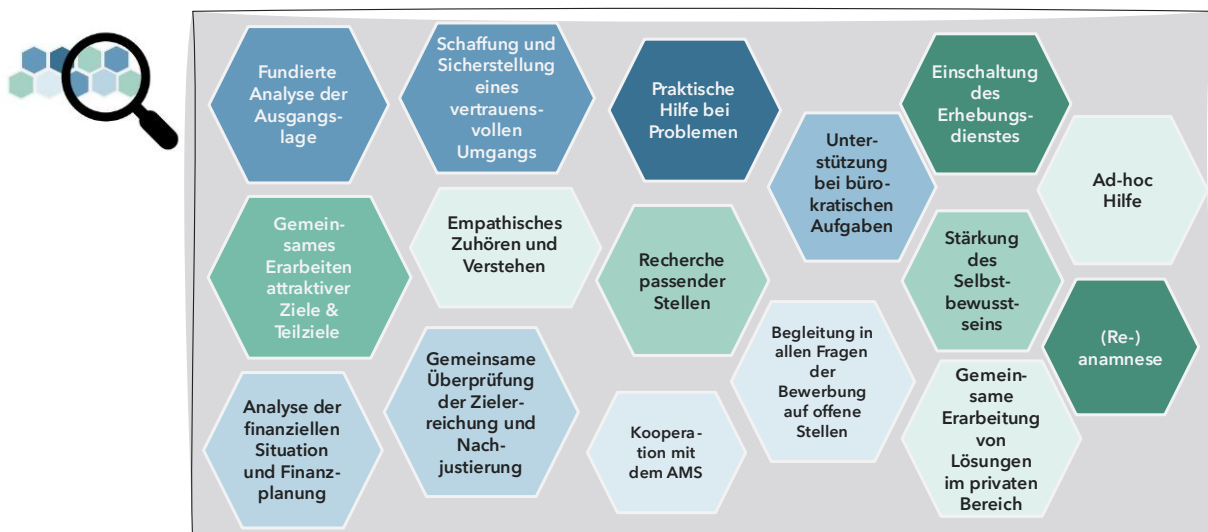 Fundierte
Analyse der
Ausgangs-
lage
Schaffung und
Sicherstellung
eines
vertrauens-
vollen
Umgangs
Praktische
Hilfe bei
Problemen
Einschaltung
des
Erhebungs-
dienstes
Unter-
stützung
bei büro-
kratischen
Aufgaben
Ad-hoc
Hilfe
Gemein-
sames
Erarbeiten
attraktiver
Ziele &
Teilziele
Empathisches
Zuhören und
Verstehen
Recherche
passender
Stellen
Stärkung
des
Selbst-
bewusst-
seins
(Re-)
anamnese
Analyse der
finanziellen
Situation
und Finanz-
planung
Gemeinsame
Überprüfung
der Zieler-
reichung und
Nach-
justierung
Koopera-
tion mit
dem AMS
Begleitung in
allen Fragen
der
Bewerbung
auf offene
Stellen
Gemein-
same
Erarbeitung
von
Lösungen
im privaten
Bereich